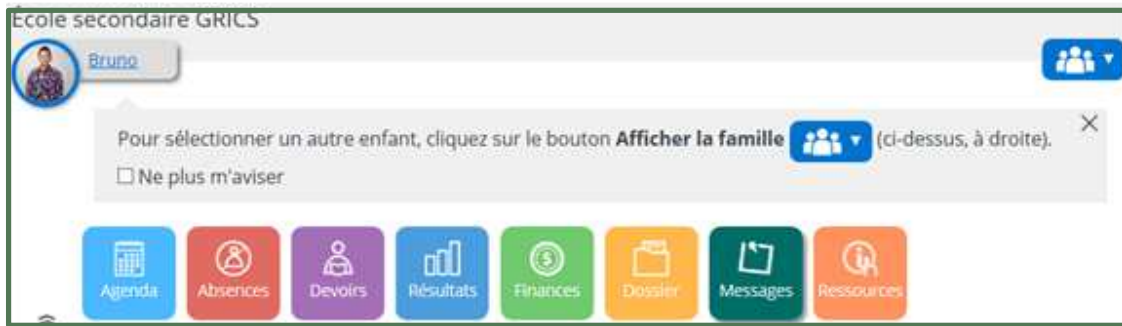 École secondaire GRICS
Bruno
Pour sélectionner un autre enfant, cliquez sur le bouton Afficher la famille (ci-dessus, à droite).
Ne plus m'aviser
Agenda Absences Devoirs Résultats Finances Dossier Messages Ressources